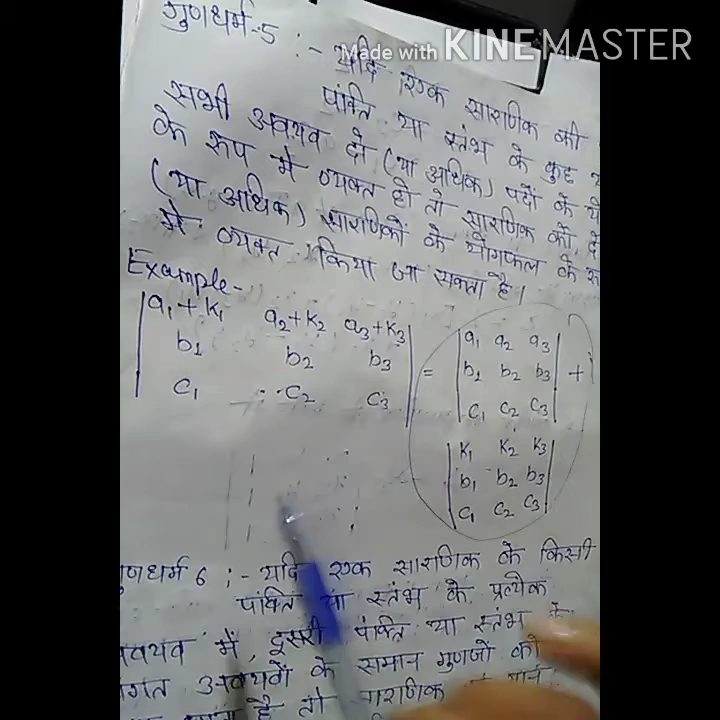 Made with KINEMASTER
गुणधर्म-5 :- यदि एक सारणिक की
पंक्ति या स्तंभ के कुछ
सभी अवयव दो (या अधिक) पदों के
के रूप में व्यक्त हो तो सारणिक को
(या अधिक) सारणिकों के योगफल के
में व्यक्त किया जा सकता है।
Example-
|a₁+K₁ a₂+K₂ a₃+K₃| = |a₁ a₂ a₃| +
|b₁ b₂ b₃| |b₁ b₂ b₃|
|c₁ c₂ c₃| |c₁ c₂ c₃|
|K₁ K₂ K₃|
|b₁ b₂ b₃|
|c₁ c₂ c₃|
गुणधर्म 6 :- यदि एक सारणिक के किसी
पंक्ति या स्तंभ के प्रत्येक
अवयव में, दूसरी पंक्ति या स्तंभ के
संगत अवयवों के समान गुणजों को
है तो सारणिक